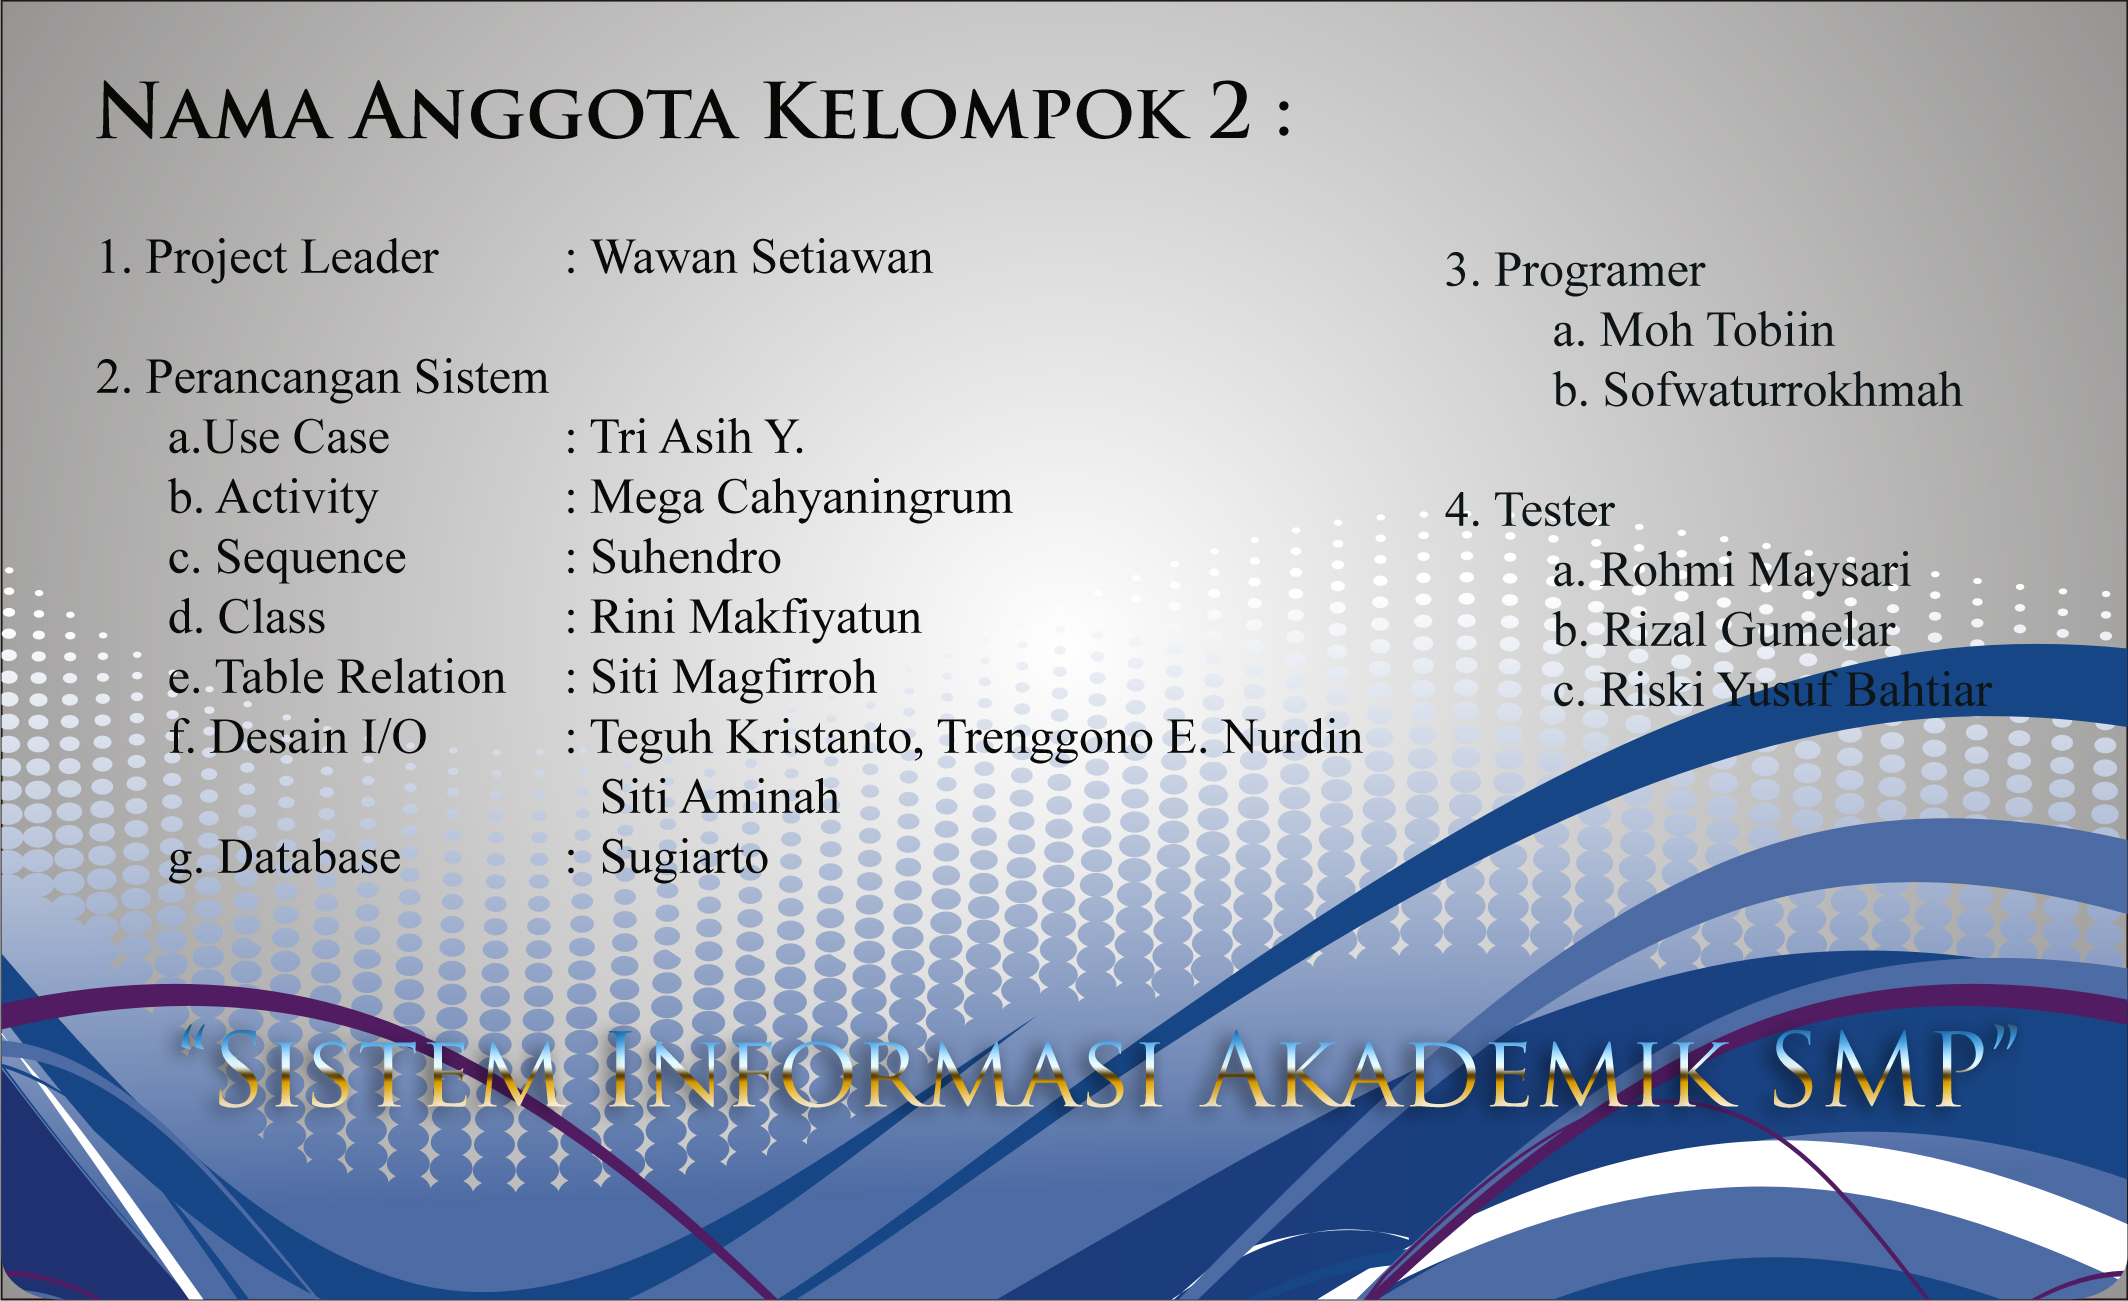 Nama Anggota Kelompok 2 :
1. Project Leader : Wawan Setiawan
2. Perancangan Sistem
a.Use Case : Tri Asih Y.
b. Activity : Mega Cahyaningrum
c. Sequence : Suhendro
d. Class : Rini Makfiyatun
e. Table Relation : Siti Magfirroh
f. Desain I/O : Teguh Kristanto, Trenggono E. Nurdin
Siti Aminah
g. Database : Sugiarto
3. Programer
a. Moh Tobiin
b. Sofwaturrokhmah
4. Tester
a. Rohmi Maysari
b. Rizal Gumelar
c. Riski Yusuf Bahtiar
“Sistem Informasi Akademik SMP”